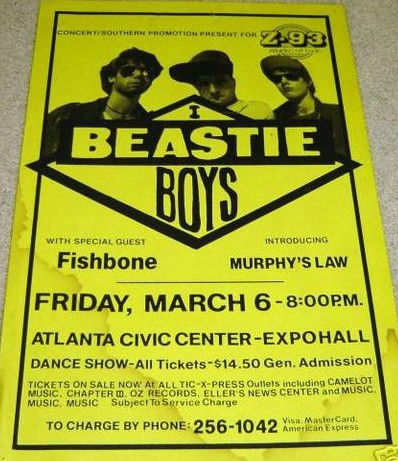 CONCERT/SOUTHERN PROMOTION PRESENT FOR
Z-93
I
BEASTIE
BOYS
WITH SPECIAL GUEST
Fishbone
INTRODUCING
MURPHY'S LAW
FRIDAY, MARCH 6 - 8:00P.M.
ATLANTA CIVIC CENTER-EXPOHALL
DANCE SHOW-All Tickets-$14.50 Gen. Admission
TICKETS ON SALE NOW At ALL TIC-X-PRESS Outlets including CAMELOT
MUSIC, CHAPTER III, OZ RECORDS, ELLER'S NEWS CENTER and MUSIC,
MUSIC, MUSIC Subject To Service Charge
TO CHARGE BY PHONE: 256-1042 Visa, MasterCard,
American Express